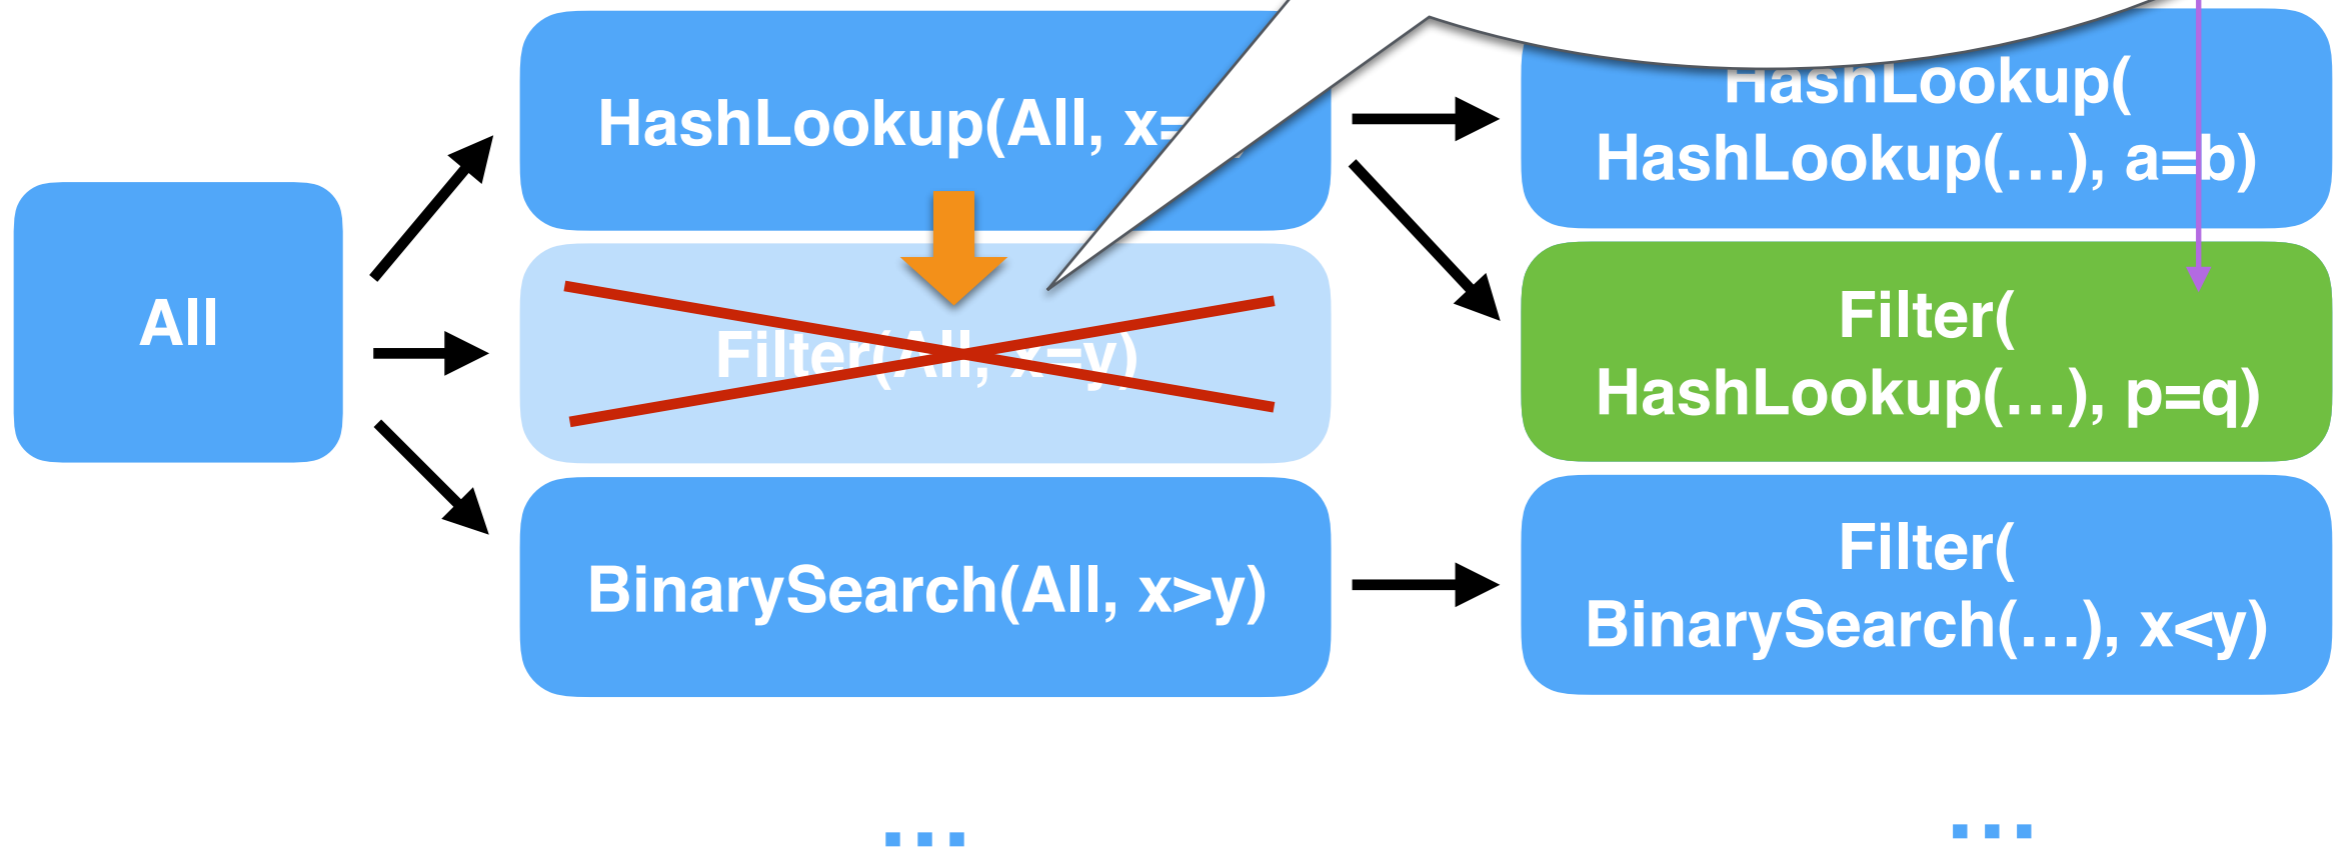 All
HashLookup(All, x=
Filter(All, x=y)
BinarySearch(All, x>y)
…
HashLookup(
HashLookup(…), a=b)
Filter(
HashLookup(…), p=q)
Filter(
BinarySearch(…), x<y)
…